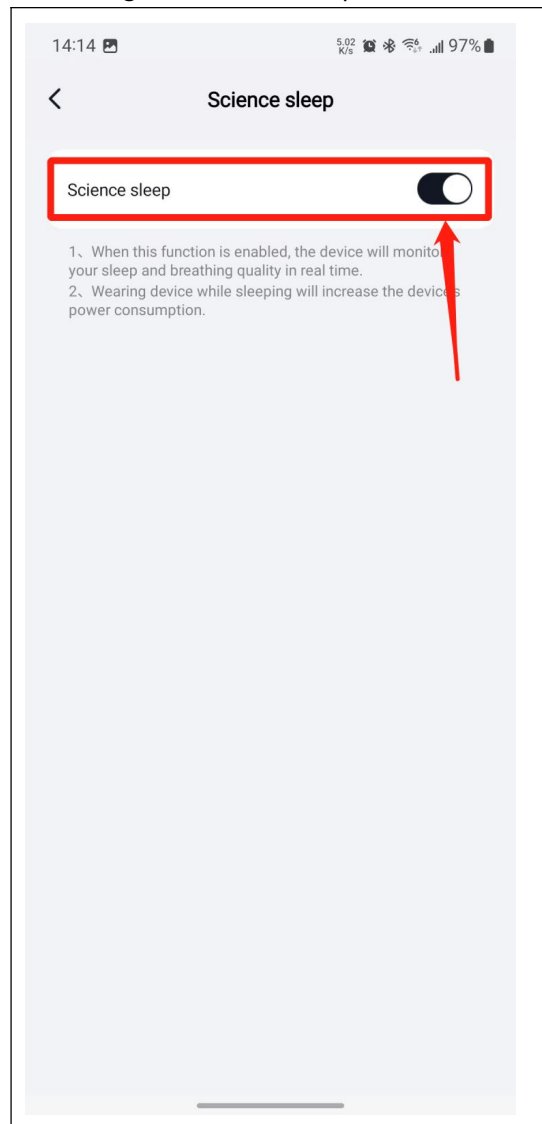 14:14
5.02 K/s 97%
Science sleep
Science sleep
1、When this function is enabled, the device will monitor
your sleep and breathing quality in real time.
2、Wearing device while sleeping will increase the device's
power consumption.